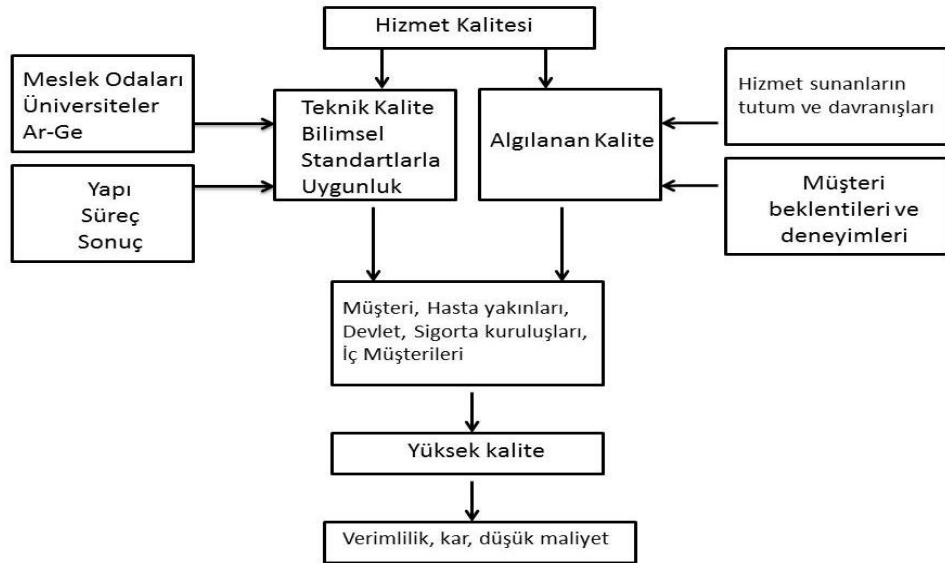 Hizmet Kalitesi
Meslek Odaları
Üniversiteler
Ar-Ge
Yapı
Süreç
Sonuç
Teknik Kalite
Bilimsel
Standartlarla
Uygunluk
Algılanan Kalite
Hizmet sunanların
tutum ve davranışları
Müşteri
beklentileri ve
deneyimleri
Müşteri, Hasta yakınları,
Devlet, Sigorta kuruluşları,
İç Müşterileri
Yüksek kalite
Verimlilik, kar, düşük maliyet